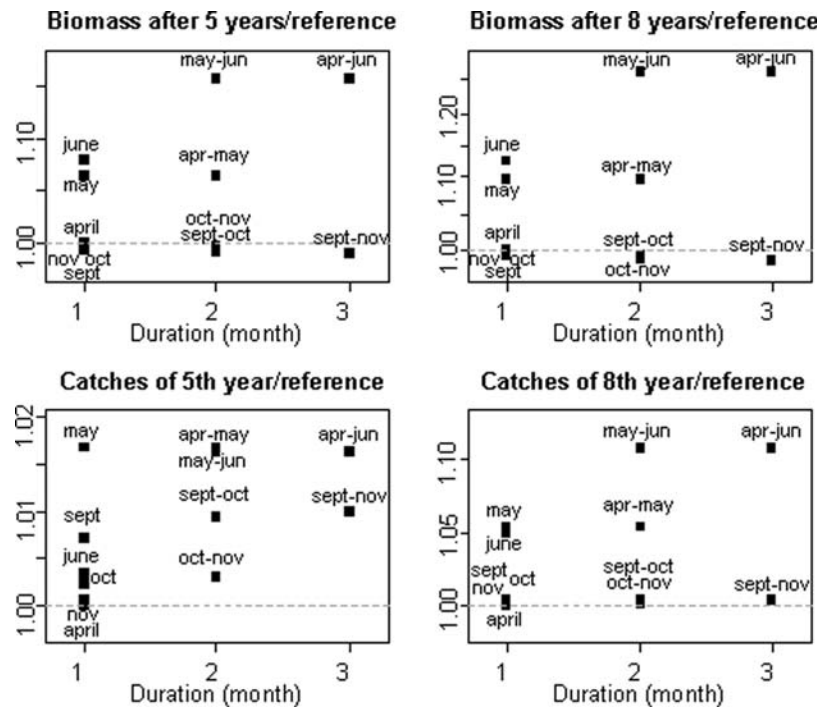 Biomass after 5 years/reference
1.10
1.00
may-jun
apr-jun
june
may
apr-may
april
oct-nov
sept-oct
sept-nov
nov oct
sept
1
2
3
Duration (month)
Biomass after 8 years/reference
1.20
1.10
1.00
may-jun
apr-jun
june
may
apr-may
april
sept-oct
sept-nov
nov oct
sept
oct-nov
1
2
3
Duration (month)
Catches of 5th year/reference
1.02
1.01
1.00
may
apr-may
apr-jun
may-jun
sept
sept-oct
sept-nov
june
oct
oct-nov
nov
april
1
2
3
Duration (month)
Catches of 8th year/reference
1.10
1.05
1.00
may-jun
apr-jun
may
apr-may
june
sept
oct
sept-oct
nov
oct-nov
sept-nov
april
1
2
3
Duration (month)